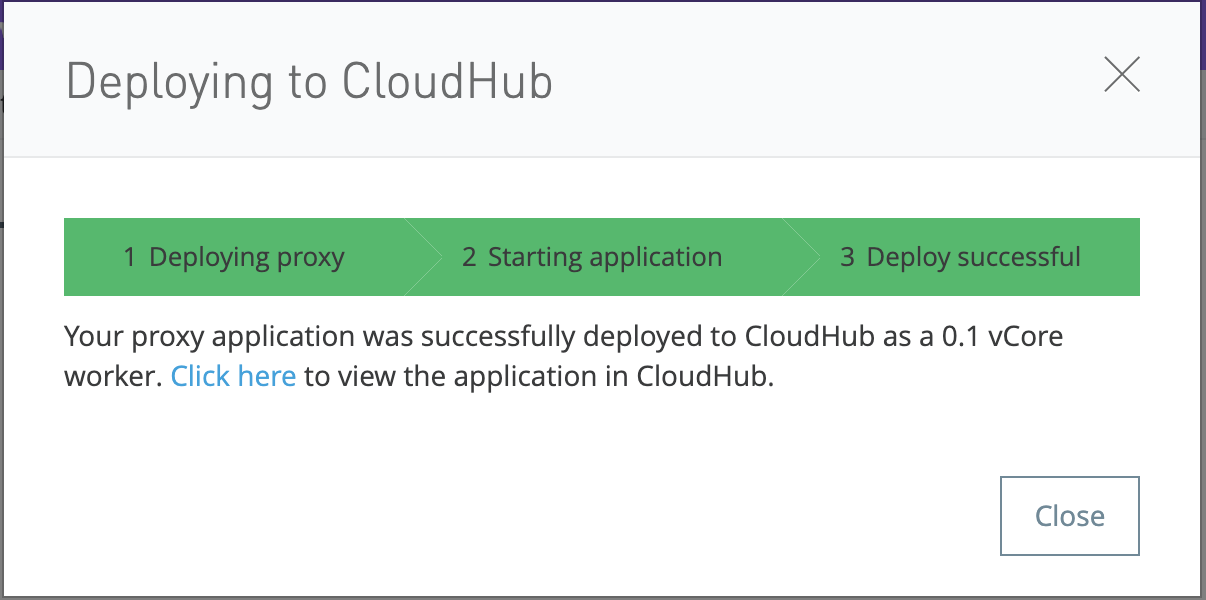 Deploying to CloudHub
1 Deploying proxy
2 Starting application
3 Deploy successful
Your proxy application was successfully deployed to CloudHub as a 0.1 vCore
worker. Click here to view the application in CloudHub.
Close